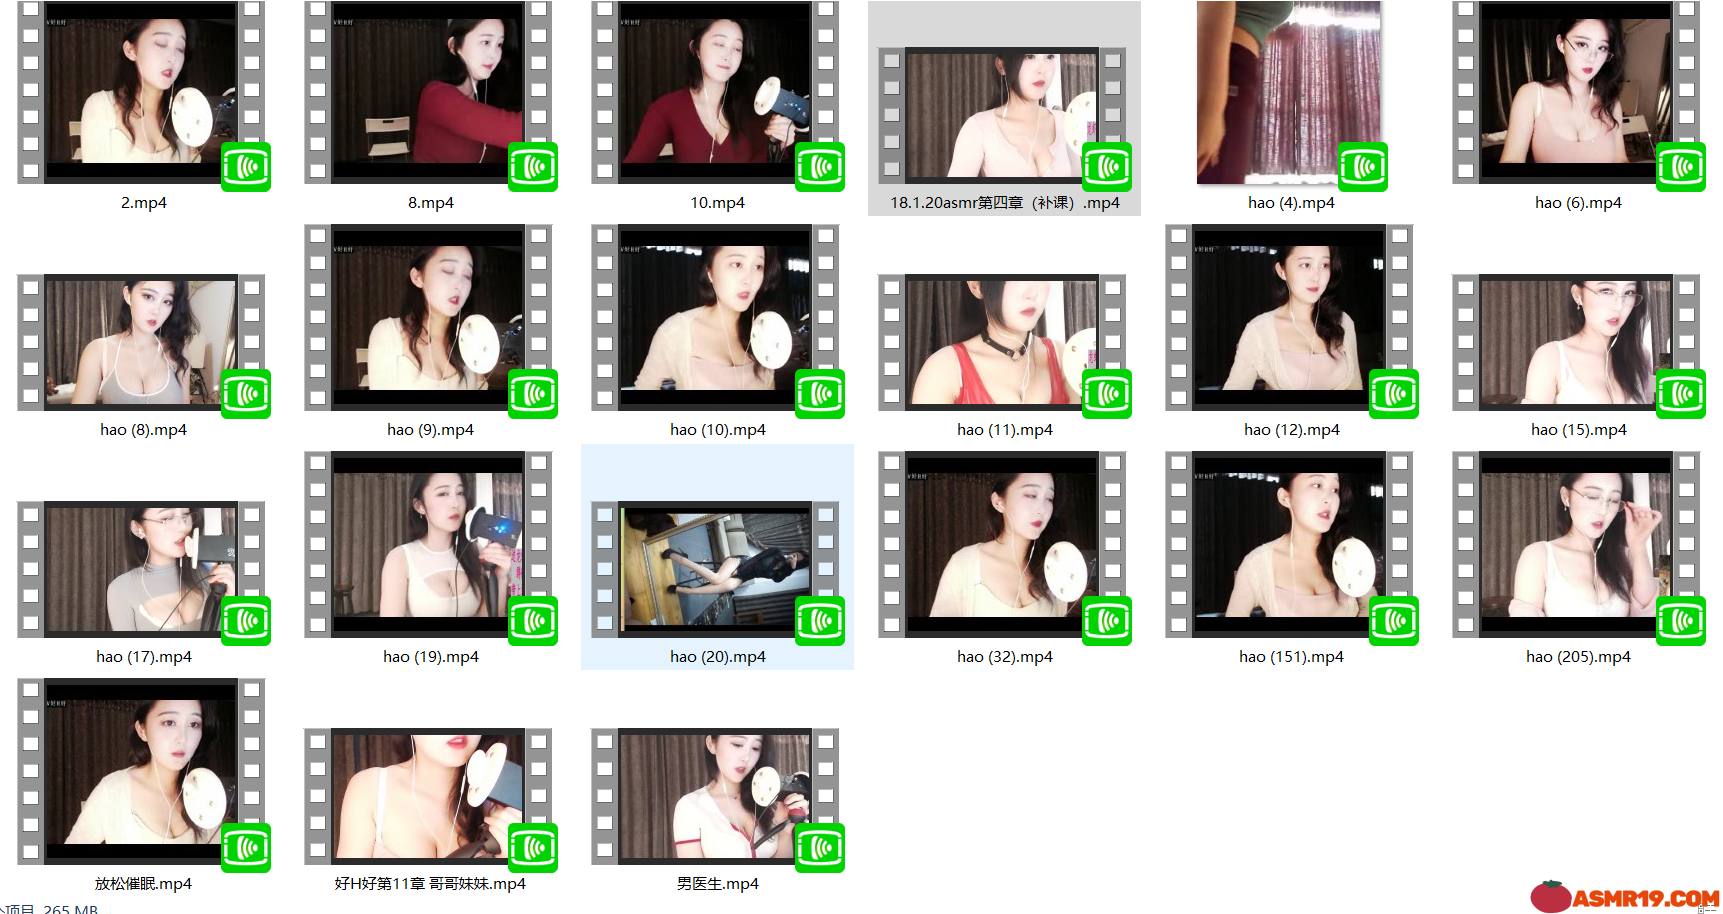 2.mp4
8.mp4
10.mp4
18.1.20asmr第四章（补课）.mp4
hao (4).mp4
hao (6).mp4
hao (8).mp4
hao (9).mp4
hao (10).mp4
hao (11).mp4
hao (12).mp4
hao (15).mp4
hao (17).mp4
hao (19).mp4
hao (20).mp4
hao (32).mp4
hao (151).mp4
hao (205).mp4
放松催眠.mp4
好H好第11章 哥哥妹妹.mp4
男医生.mp4
个项目 265 MB
ASMR19.COM